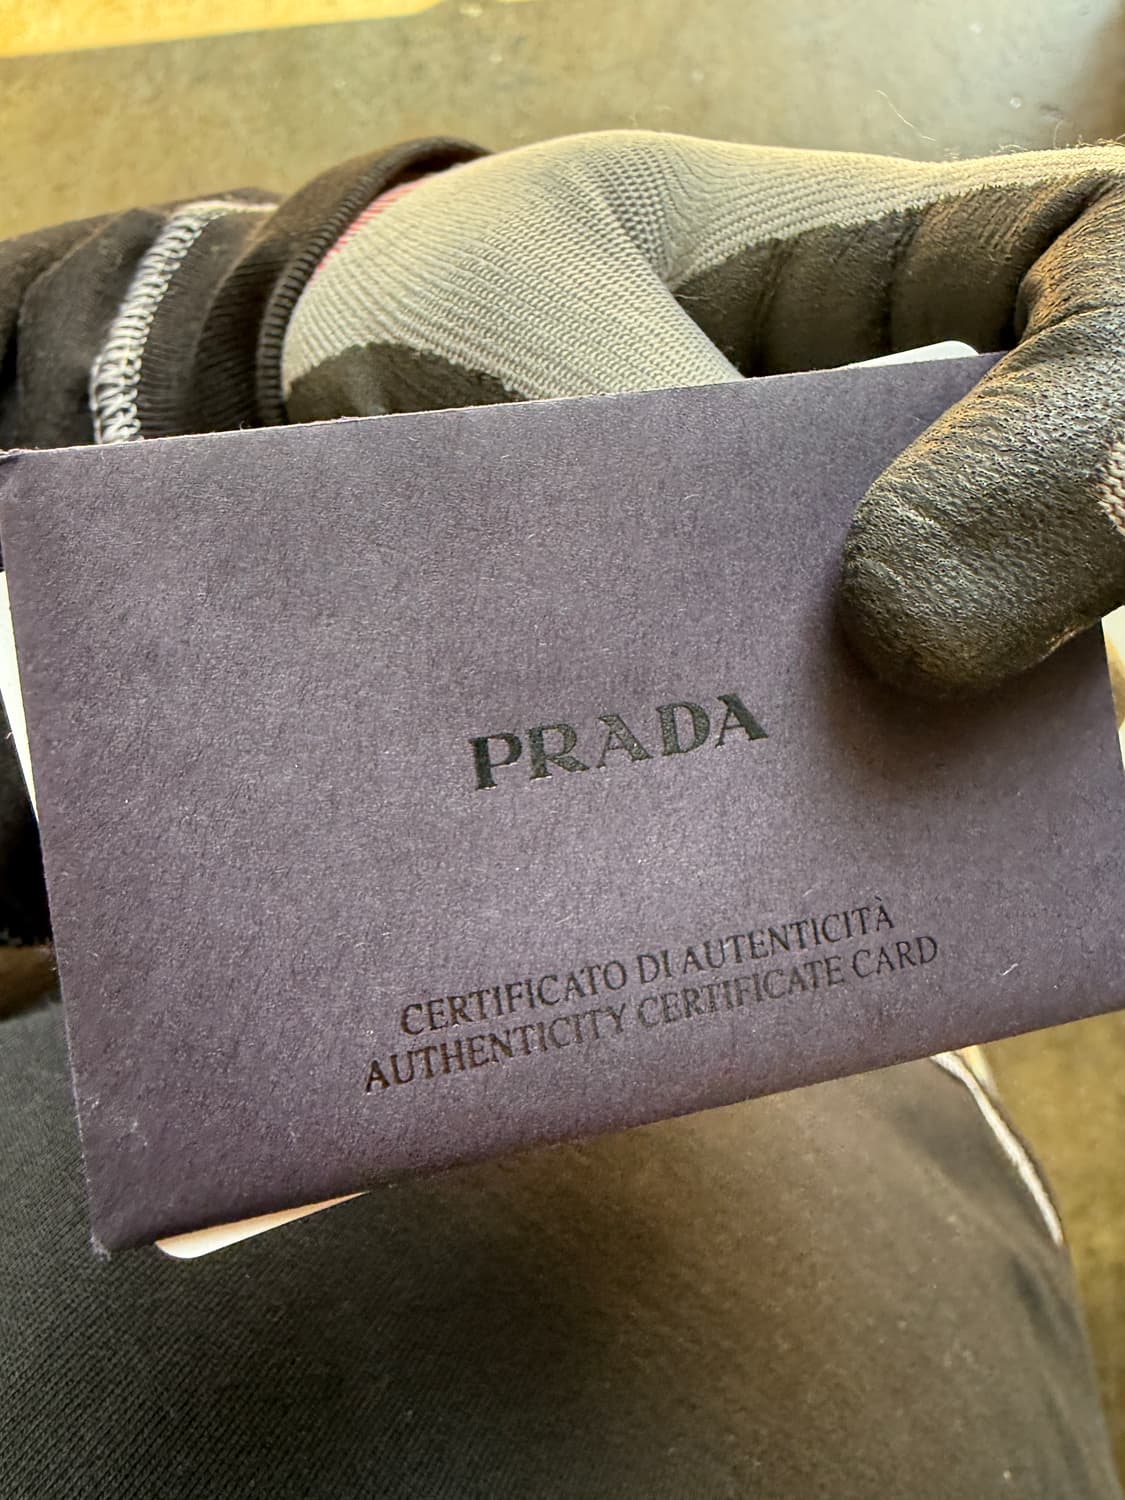 PRADA
CERTIFICATO DI AUTENTICITÀ
AUTHENTICITY CERTIFICATE CARD